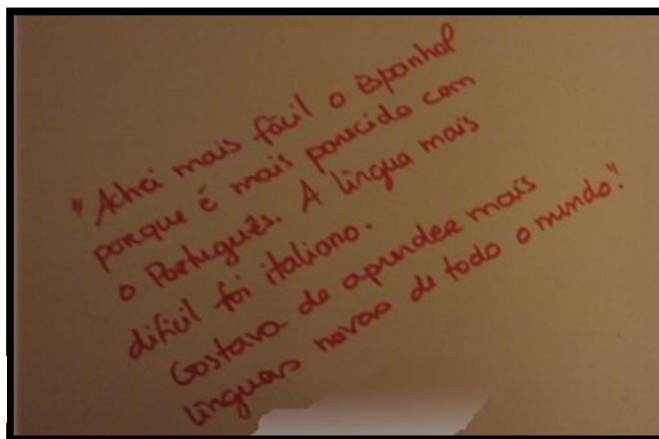 "Achei mais fácil o Espanhol
porque é mais parecido com
o Português. A língua mais
difícil foi italiano.
Gostava de aprender mais
línguas novas de todo o mundo."